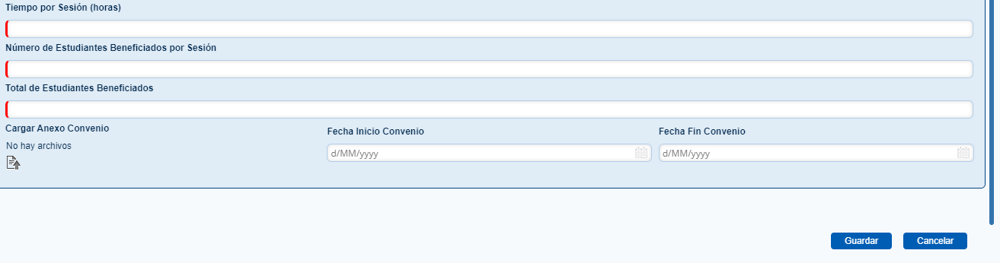 Tiempo por Sesión (horas)
Número de Estudiantes Beneficiados por Sesión
Total de Estudiantes Beneficiados
Cargar Anexo Convenio
Fecha Inicio Convenio
Fecha Fin Convenio
No hay archivos
d/MM/yyyy
d/MM/yyyy
Guardar
Cancelar